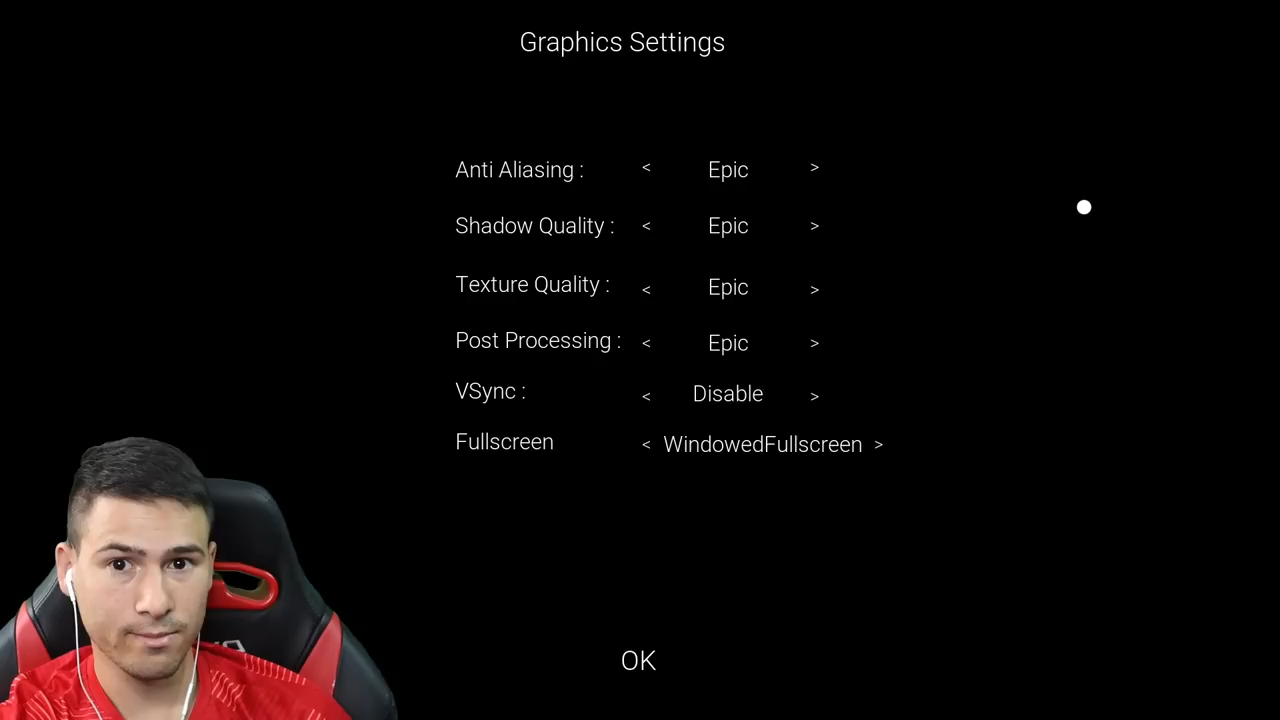 Graphics Settings
Anti Aliasing : < Epic >
Shadow Quality : < Epic >
Texture Quality : < Epic >
Post Processing : < Epic >
VSync : < Disable >
Fullscreen < WindowedFullscreen >
OK